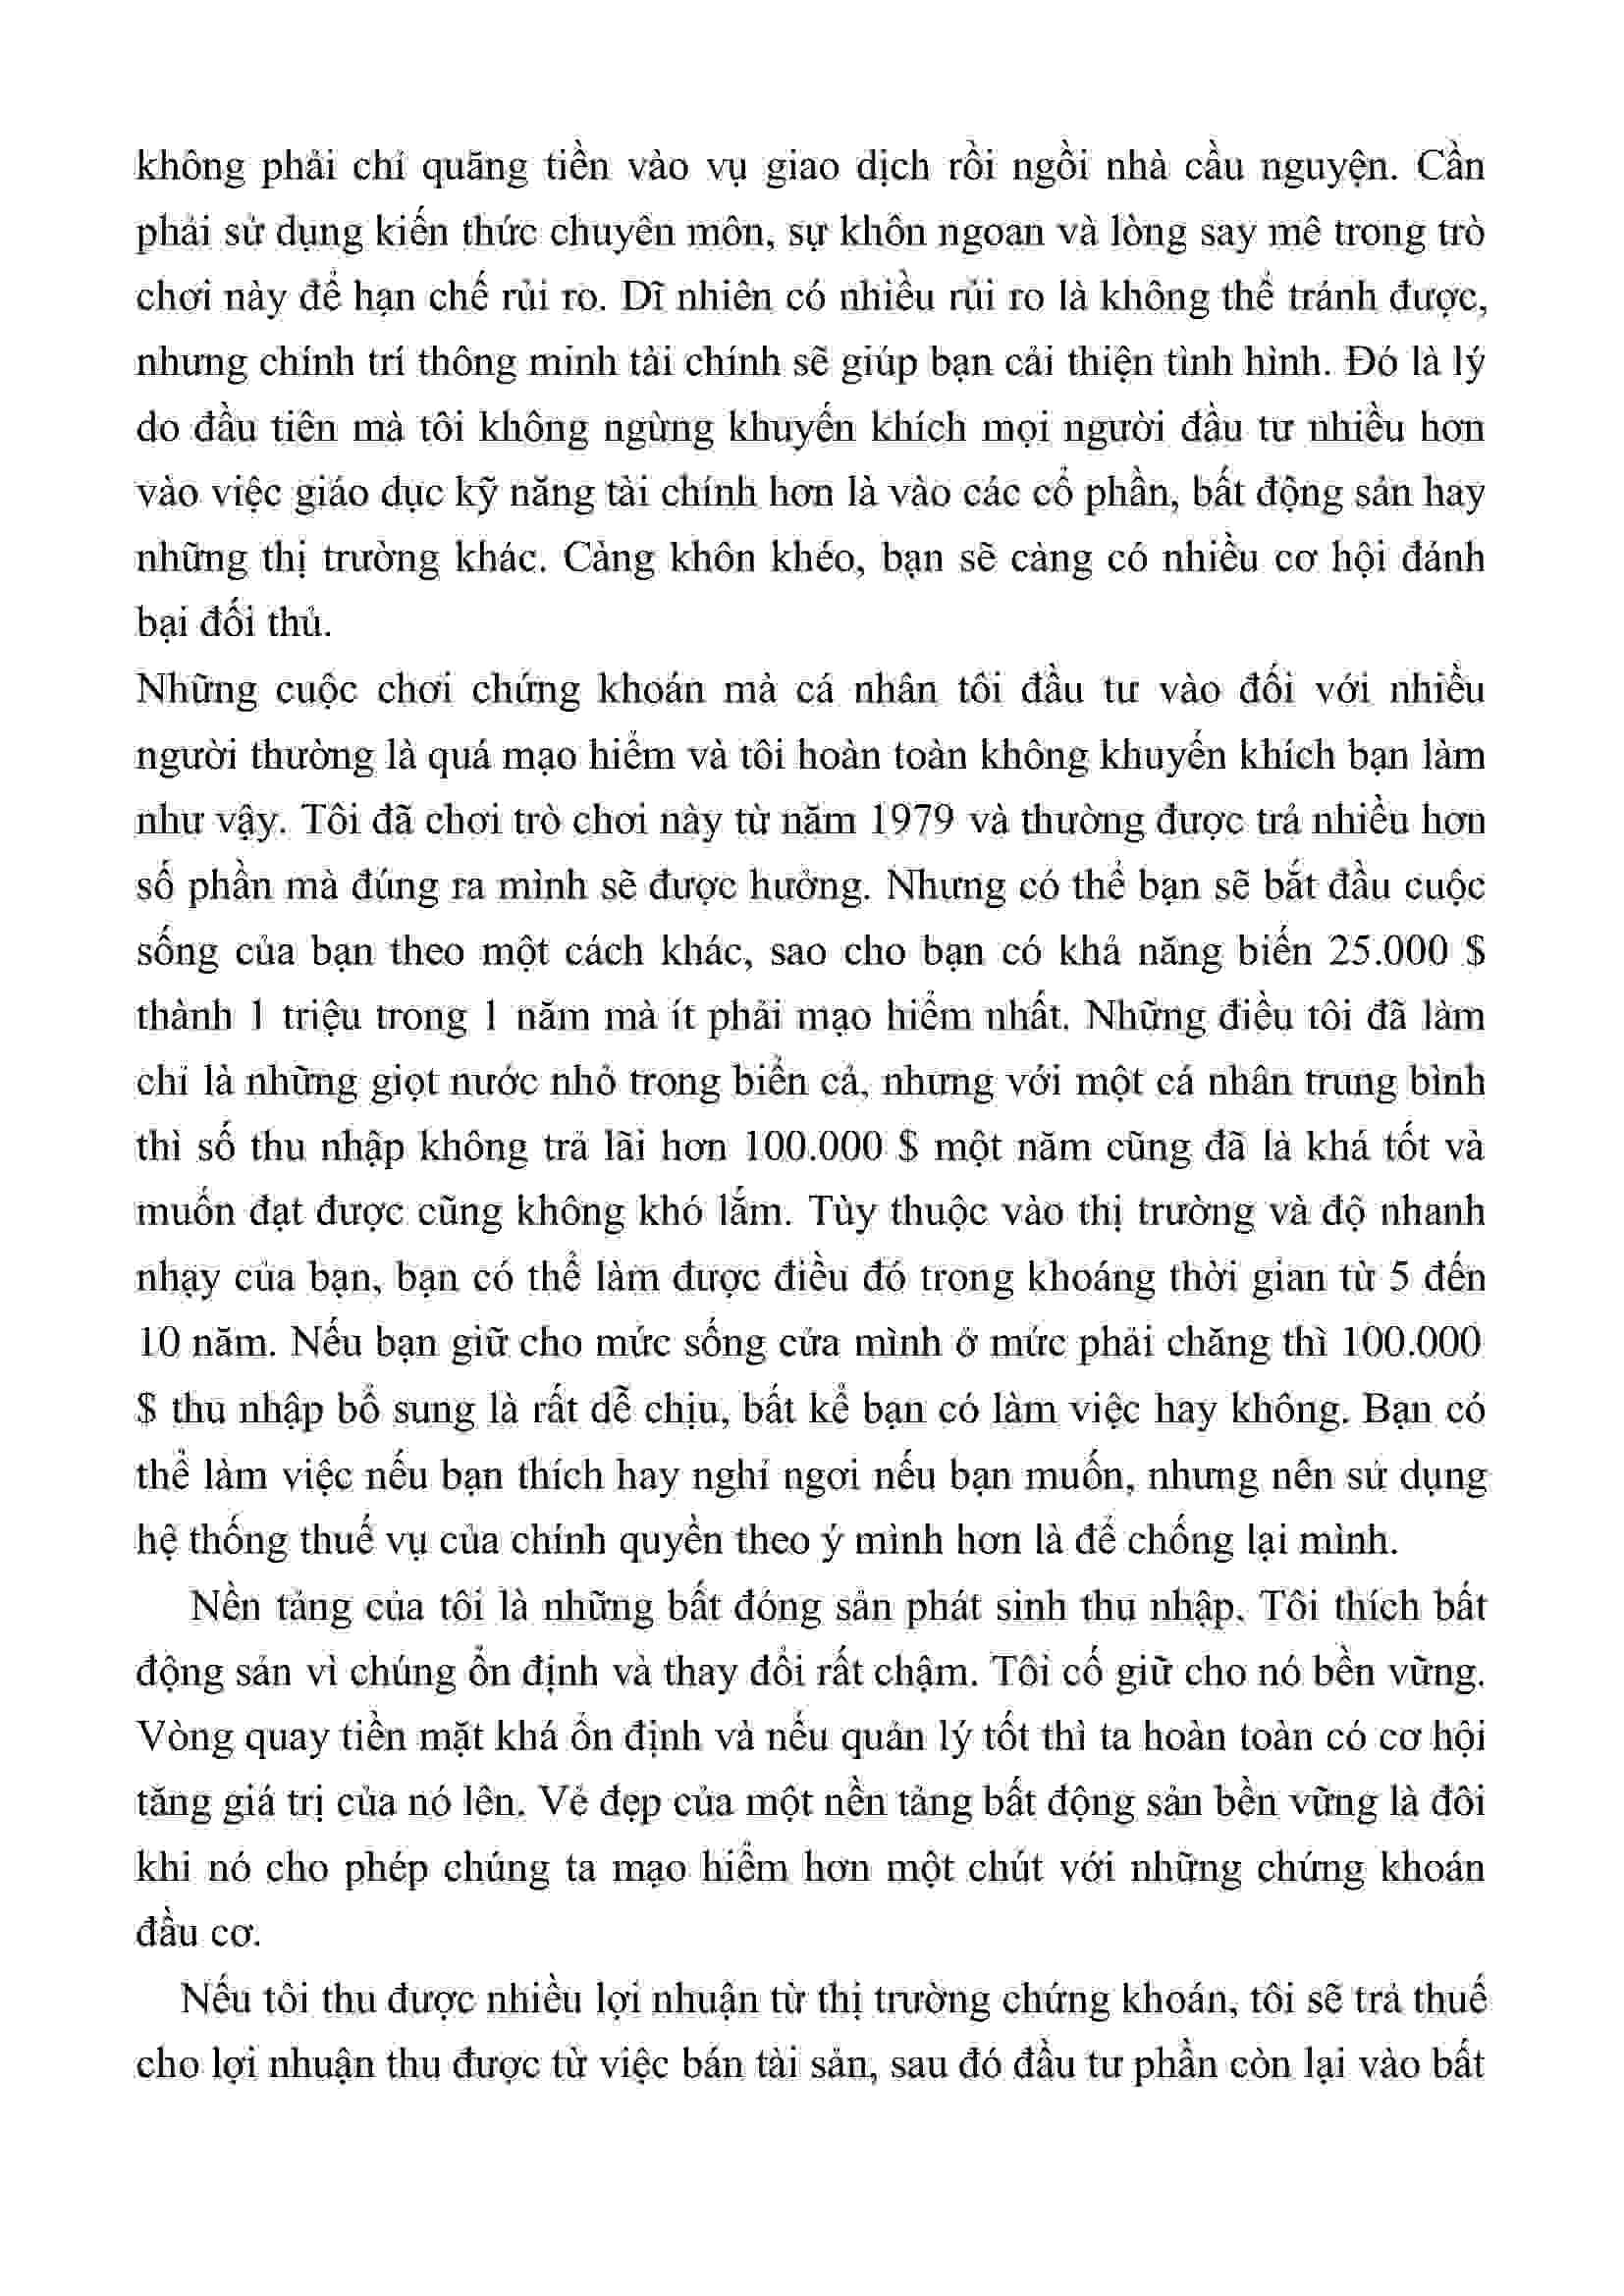 không phải chỉ quăng tiền vào vụ giao dịch rồi ngồi nhà cầu nguyện. Cần
phải sử dụng kiến thức chuyên môn, sự khôn ngoan và lòng say mê trong trò
chơi này để hạn chế rủi ro. Dĩ nhiên có nhiều rủi ro là không thể tránh được,
nhưng chính trí thông minh tài chính sẽ giúp bạn cải thiện tình hình. Đó là lý
do đầu tiên mà tôi không ngừng khuyến khích mọi người đầu tư nhiều hơn
vào việc giáo dục kỹ năng tài chính hơn là vào các cổ phần, bất động sản hay
những thị trường khác. Càng khôn khéo, bạn sẽ càng có nhiều cơ hội đánh
bại đối thủ.
Những cuộc chơi chứng khoán mà cá nhân tôi đầu tư vào đối với nhiều
người thường là quá mạo hiểm và tôi hoàn toàn không khuyến khích bạn làm
như vậy. Tôi đã chơi trò chơi này từ năm 1979 và thường được trả nhiều hơn
số phần mà đúng ra mình sẽ được hưởng. Nhưng có thể bạn sẽ bắt đầu cuộc
sống của bạn theo một cách khác, sao cho bạn có khả năng biến 25.000 $
thành 1 triệu trong 1 năm mà ít phải mạo hiểm nhất. Những điều tôi đã làm
chỉ là những giọt nước nhỏ trong biển cả, nhưng với một cá nhân trung bình
thì số thu nhập không trả lãi hơn 100.000 $ một năm cũng đã là khá tốt và
muốn đạt được cũng không khó lắm. Tùy thuộc vào thị trường và độ nhanh
nhạy của bạn, bạn có thể làm được điều đó trong khoáng thời gian từ 5 đến
10 năm. Nếu bạn giữ cho mức sống cửa mình ở mức phải chăng thì 100.000
$ thu nhập bổ sung là rất dễ chịu, bất kể bạn có làm việc hay không. Bạn có
thể làm việc nếu bạn thích hay nghỉ ngơi nếu bạn muốn, nhưng nên sử dụng
hệ thống thuế vụ của chính quyền theo ý mình hơn là để chống lại mình.
Nền tảng của tôi là những bất đóng sản phát sinh thu nhập. Tôi thích bất
động sản vì chúng ổn định và thay đổi rất chậm. Tôi cố giữ cho nó bền vững.
Vòng quay tiền mặt khá ổn định và nếu quản lý tốt thì ta hoàn toàn có cơ hội
tăng giá trị của nó lên. Vẻ đẹp của một nền tảng bất động sản bền vững là đôi
khi nó cho phép chúng ta mạo hiểm hơn một chút với những chứng khoán
đầu cơ.
Nếu tôi thu được nhiều lợi nhuận từ thị trường chứng khoán, tôi sẽ trả thuế
cho lợi nhuận thu được từ việc bán tài sản, sau đó đầu tư phần còn lại vào bất